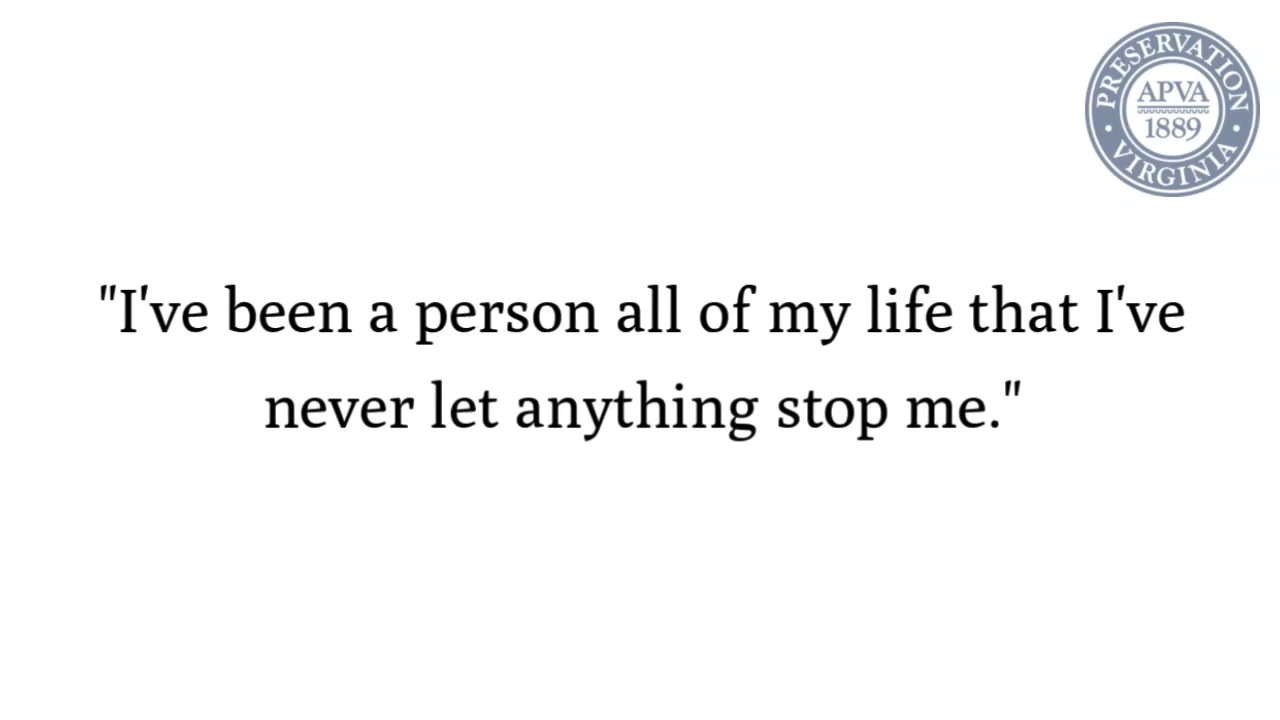 PRESERVATION
APVA
1889
VIRGINIA
"I've been a person all of my life that I've
never let anything stop me."